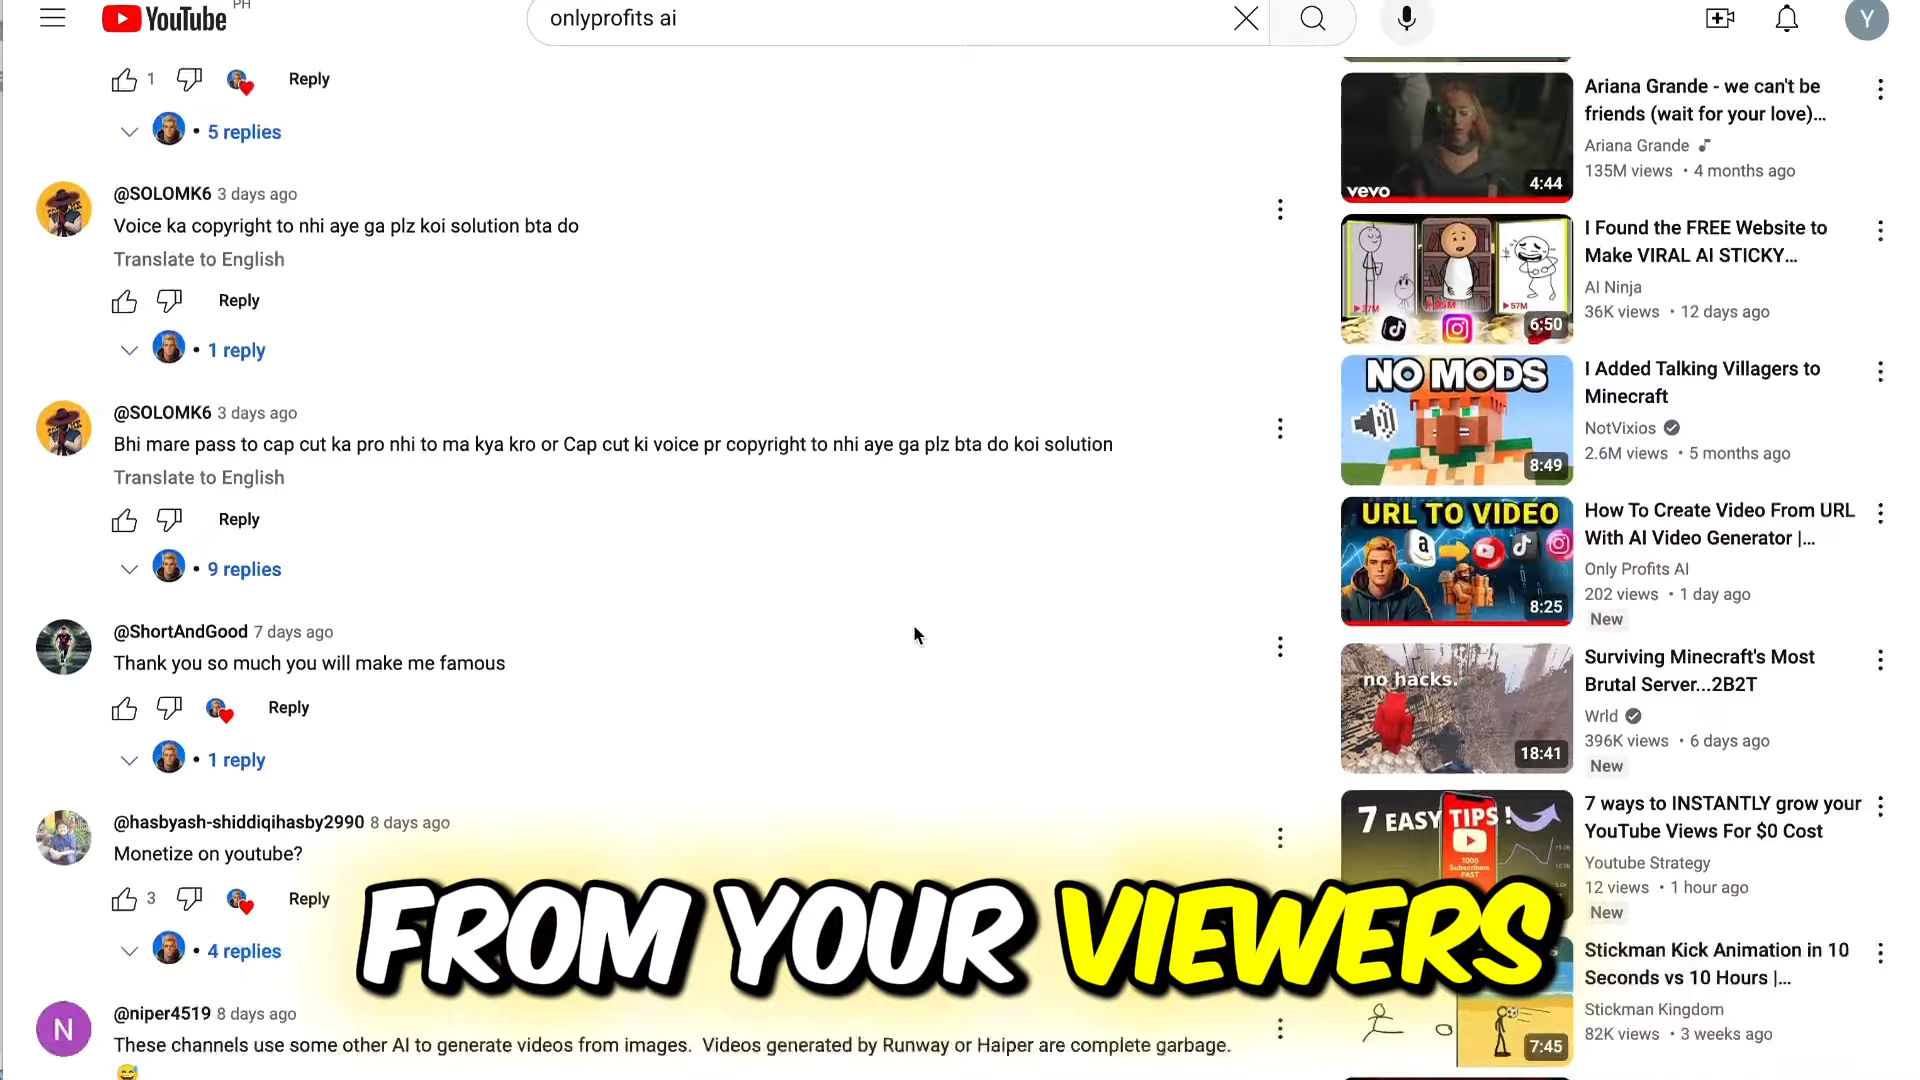 YouTube PH
onlyprofits ai
Y
1 Reply
• 5 replies
@SOLOMK6 3 days ago
Voice ka copyright to nhi aye ga plz koi solution bta do
Translate to English
Reply
• 1 reply
@SOLOMK6 3 days ago
Bhi mare pass to cap cut ka pro nhi to ma kya kro or Cap cut ki voice pr copyright to nhi aye ga plz bta do koi solution
Translate to English
Reply
• 9 replies
@ShortAndGood 7 days ago
Thank you so much you will make me famous
Reply
• 1 reply
@hasbyash-shiddiqihasby2990 8 days ago
Monetize on youtube?
3 Reply
• 4 replies
N
@niper4519 8 days ago
These channels use some other AI to generate videos from images. Videos generated by Runway or Haiper are complete garbage.
😅
FROM YOUR VIEWERS
vevo
4:44
Ariana Grande - we can't be
friends (wait for your love)...
Ariana Grande
135M views • 4 months ago
57M
6:50
I Found the FREE Website to
Make VIRAL AI STICKY...
AI Ninja
36K views • 12 days ago
NO MODS
8:49
I Added Talking Villagers to
Minecraft
NotVixios
2.6M views • 5 months ago
URL TO VIDEO
a
8:25
How To Create Video From URL
With AI Video Generator |...
Only Profits AI
202 views • 1 day ago
New
no hacks.
18:41
Surviving Minecraft's Most
Brutal Server...2B2T
Wrld
396K views • 6 days ago
New
7 EASY TIPS!
1000
Subscribers
FAST
7 ways to INSTANTLY grow your
YouTube Views For $0 Cost
Youtube Strategy
12 views • 1 hour ago
New
7:45
Stickman Kick Animation in 10
Seconds vs 10 Hours |...
Stickman Kingdom
82K views • 3 weeks ago